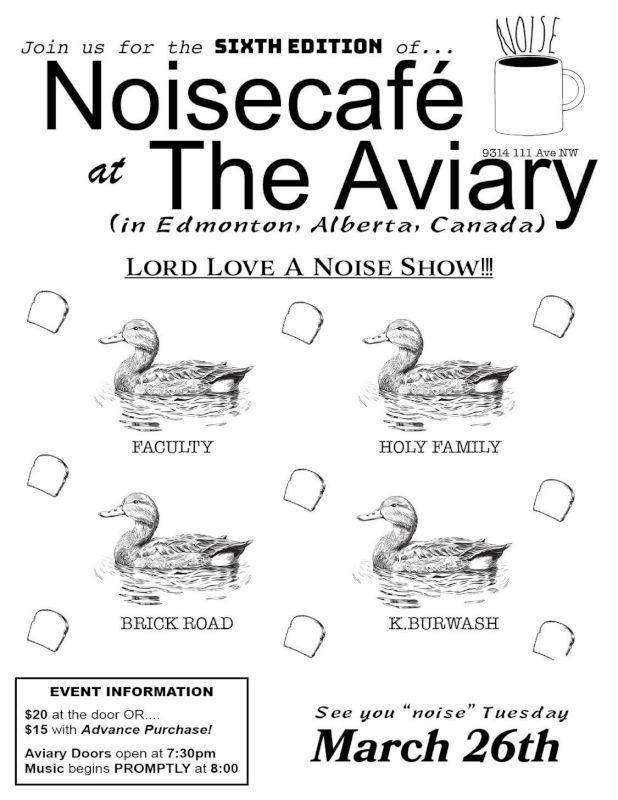 NOISE
Join us for the SIXTH EDITION of...
Noisecafé
9314 111 Ave NW
at The Aviary
(in Edmonton, Alberta, Canada)
LORD LOVE A NOISE SHOW!!!
FACULTY
HOLY FAMILY
BRICK ROAD
K.BURWASH
EVENT INFORMATION
$20 at the door OR....
$15 with Advance Purchase!
Aviary Doors open at 7:30pm
Music begins PROMPTLY at 8:00
See you "noise" Tuesday
March 26th